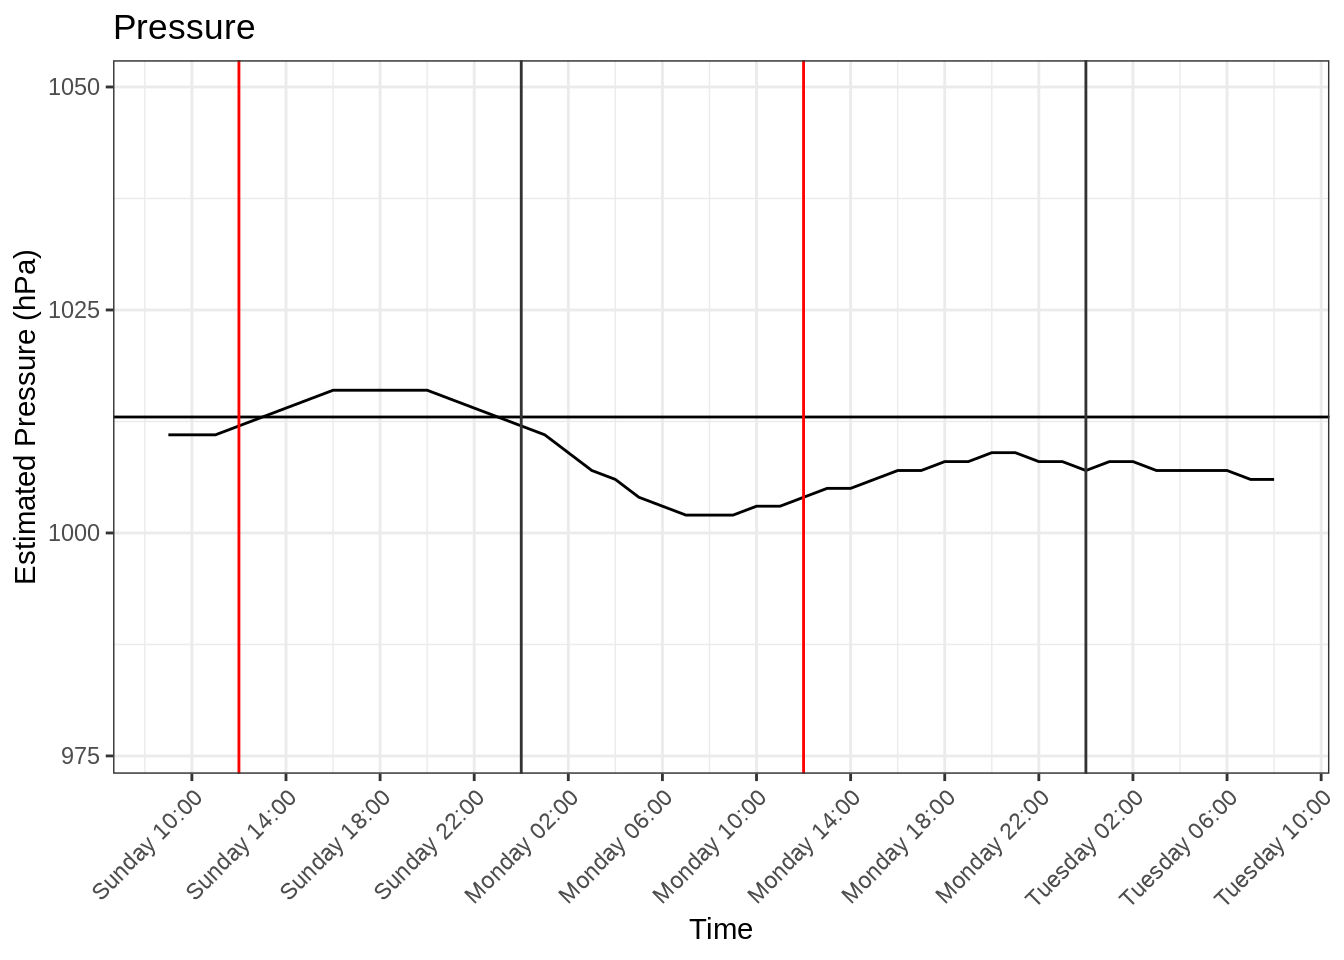 Pressure
1050
1025
1000
975
Estimated Pressure (hPa)
Sunday 10:00
Sunday 14:00
Sunday 18:00
Sunday 22:00
Monday 02:00
Monday 06:00
Monday 10:00
Monday 14:00
Monday 18:00
Monday 22:00
Tuesday 02:00
Tuesday 06:00
Tuesday 10:00
Time